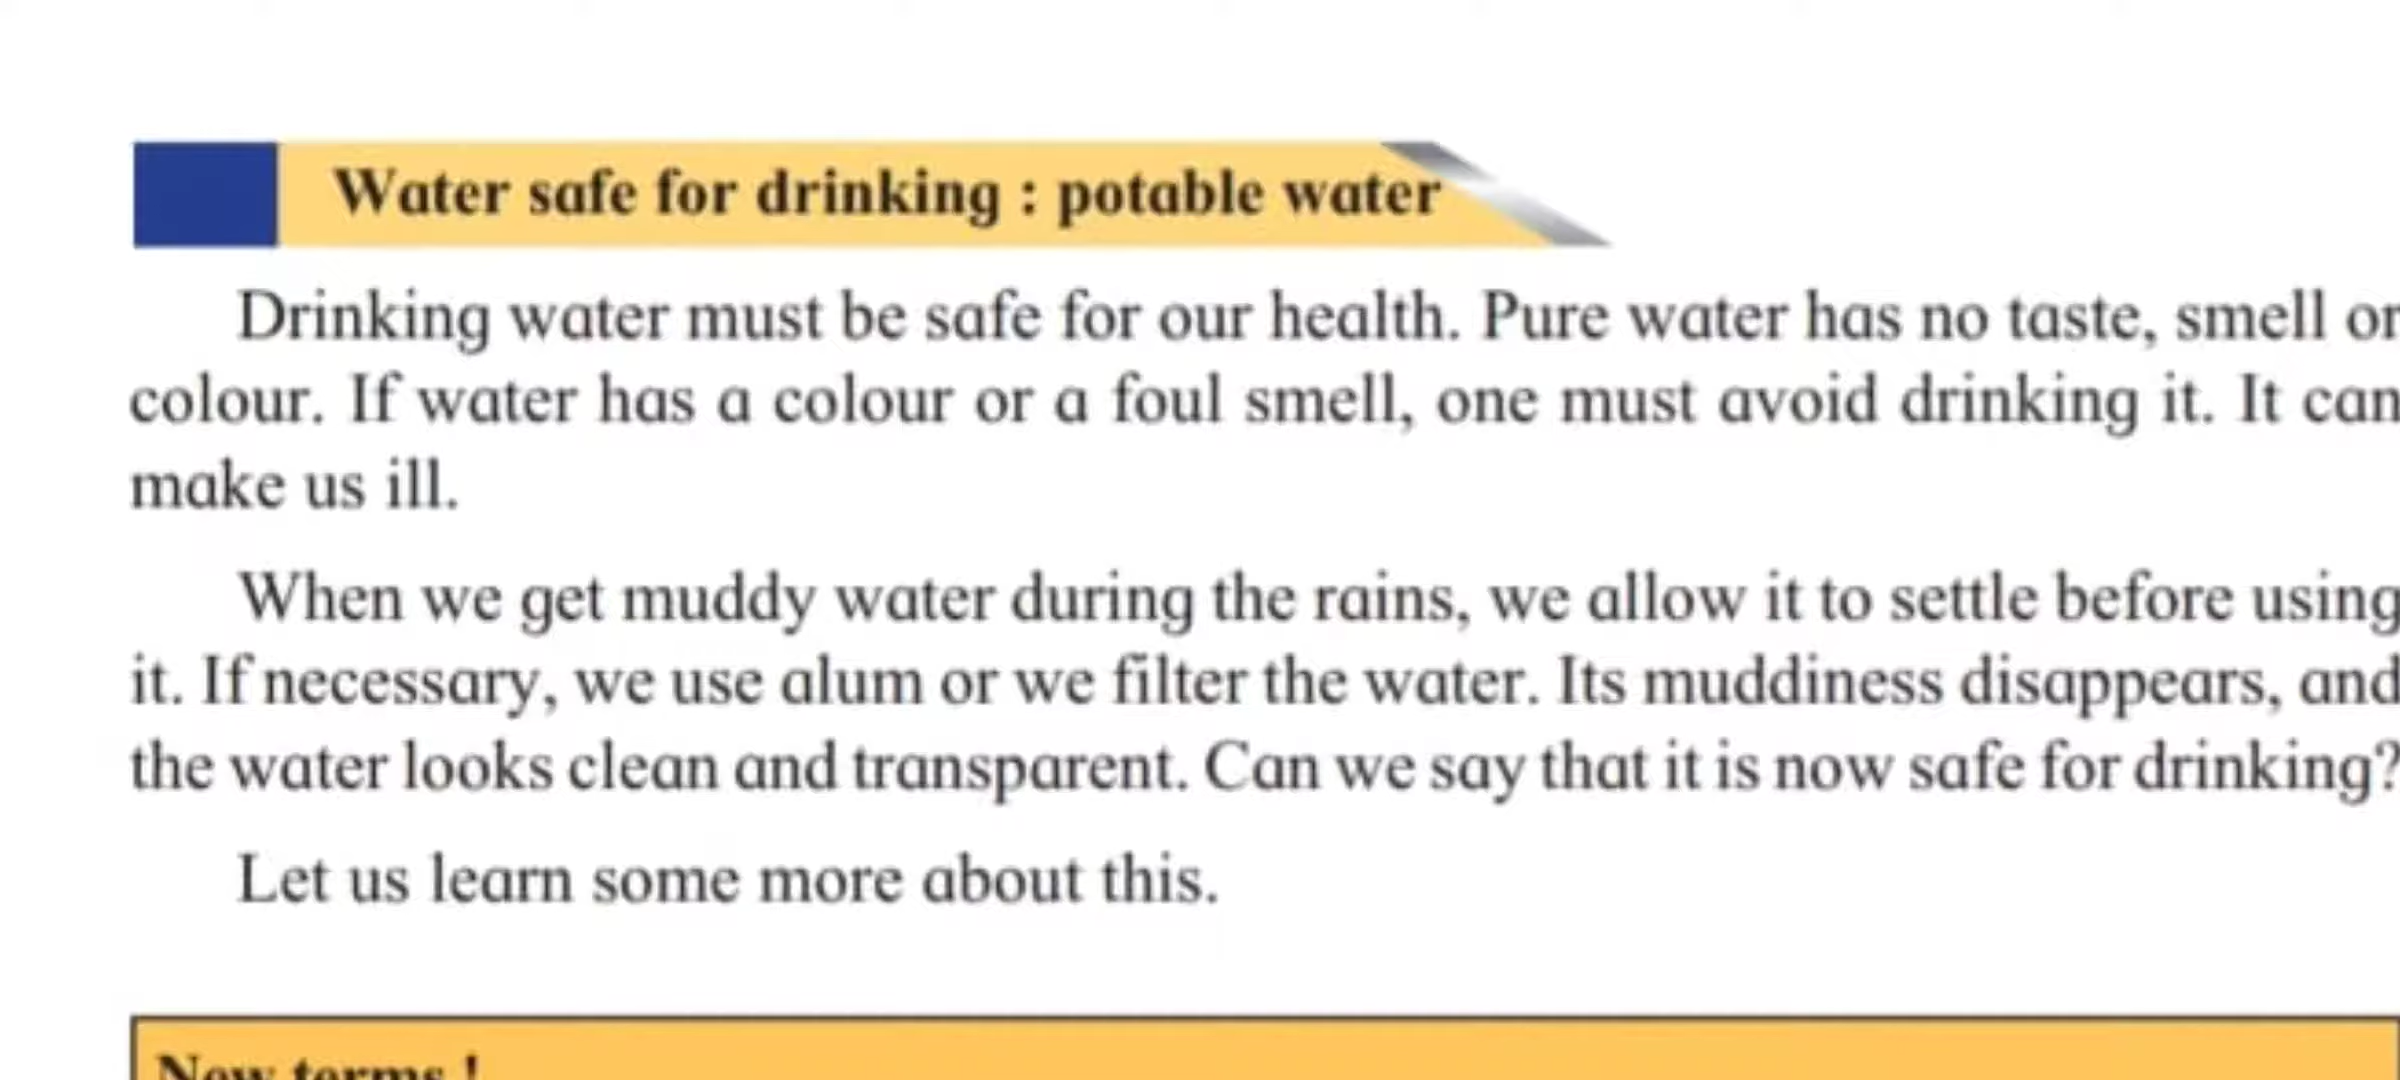 Water safe for drinking : potable water
Drinking water must be safe for our health. Pure water has no taste, smell or
colour. If water has a colour or a foul smell, one must avoid drinking it. It can
make us ill.
When we get muddy water during the rains, we allow it to settle before using
it. If necessary, we use alum or we filter the water. Its muddiness disappears, and
the water looks clean and transparent. Can we say that it is now safe for drinking?
Let us learn some more about this.
New terms !